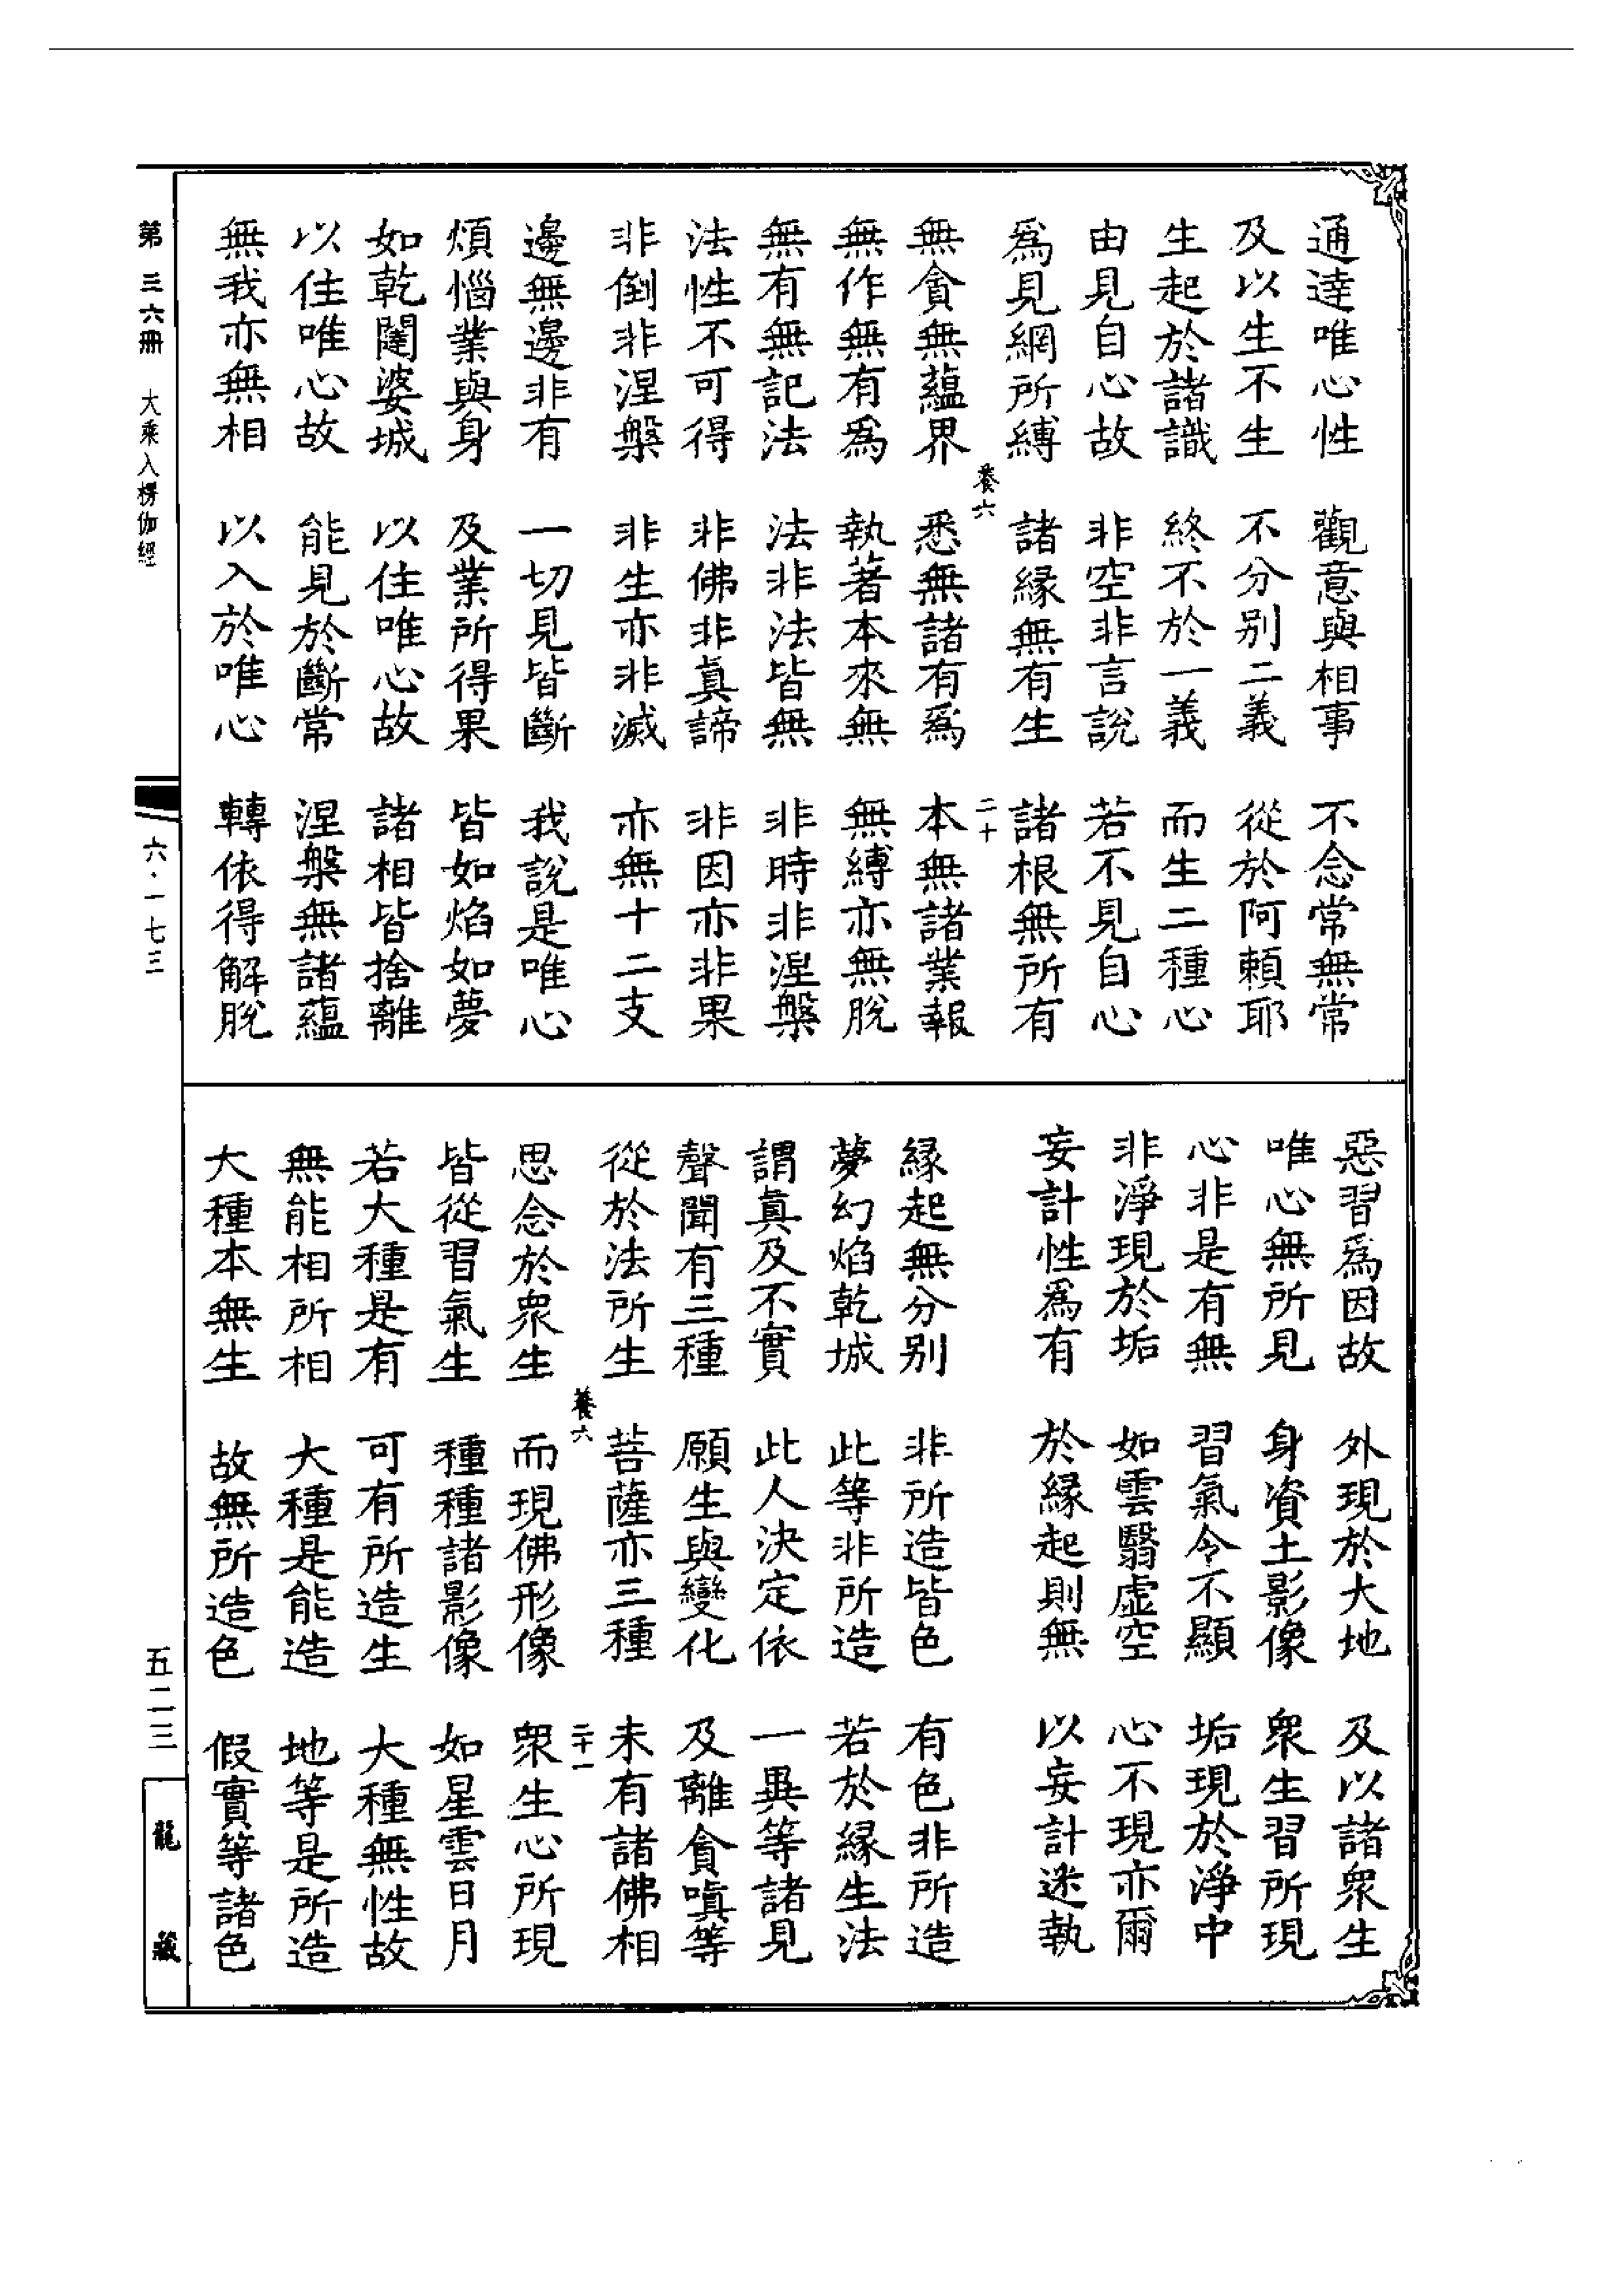 通達唯心性 觀意與相事 不念常無常
及以生不生 不分別二義 從於阿賴耶
生起於諸識 終不於一義 而生二種心
由見自心故 非空非言說 若不見自心
爲見網所縛 諸緣無有生 諸根無所有
養六 二十
無貪無蘊界 悉無諸有爲 本無諸業報
無作無有爲 執著本來無 無縛亦無脫
無有無記法 法非法皆無 非時非涅槃
法性不可得 非佛非真諦 非因亦非果
非倒非涅槃 非生亦非滅 亦無十二支
邊無邊非有 一切見皆斷 我說是唯心
煩惱業與身 及業所得果 皆如焰如夢
如乾闥婆城 以住唯心故 諸相皆捨離
以住唯心故 能見於斷常 涅槃無諸蘊
無我亦無相 以入於唯心 轉依得解脫
惡習爲因故 外現於大地 及以諸衆生
唯心無所見 身資土影像 衆生習所現
心非是有無 習氣令不顯 垢現於淨中
非淨現於垢 如雲翳虛空 心不現亦爾
妄計性爲有 於緣起則無 以妄計迷執
緣起無分別 非所造皆色 有色非所造
夢幻焰乾城 此等非所造 若於緣生法
謂真及不實 此人決定依 一異等諸見
聲聞有三種 願生與變化 及離貪嗔等
從於法所生 菩薩亦三種 未有諸佛相
養六 二十一
思念於衆生 而現佛形像 衆生心所現
皆從習氣生 種種諸影像 如星雲日月
若大種是有 可有所造生 大種無性故
無能相所相 大種是能造 地等是所造
大種本無生 故無所造色 假實等諸色
第三六冊 大乘入楞伽經
六·一七三
五二三
龍藏